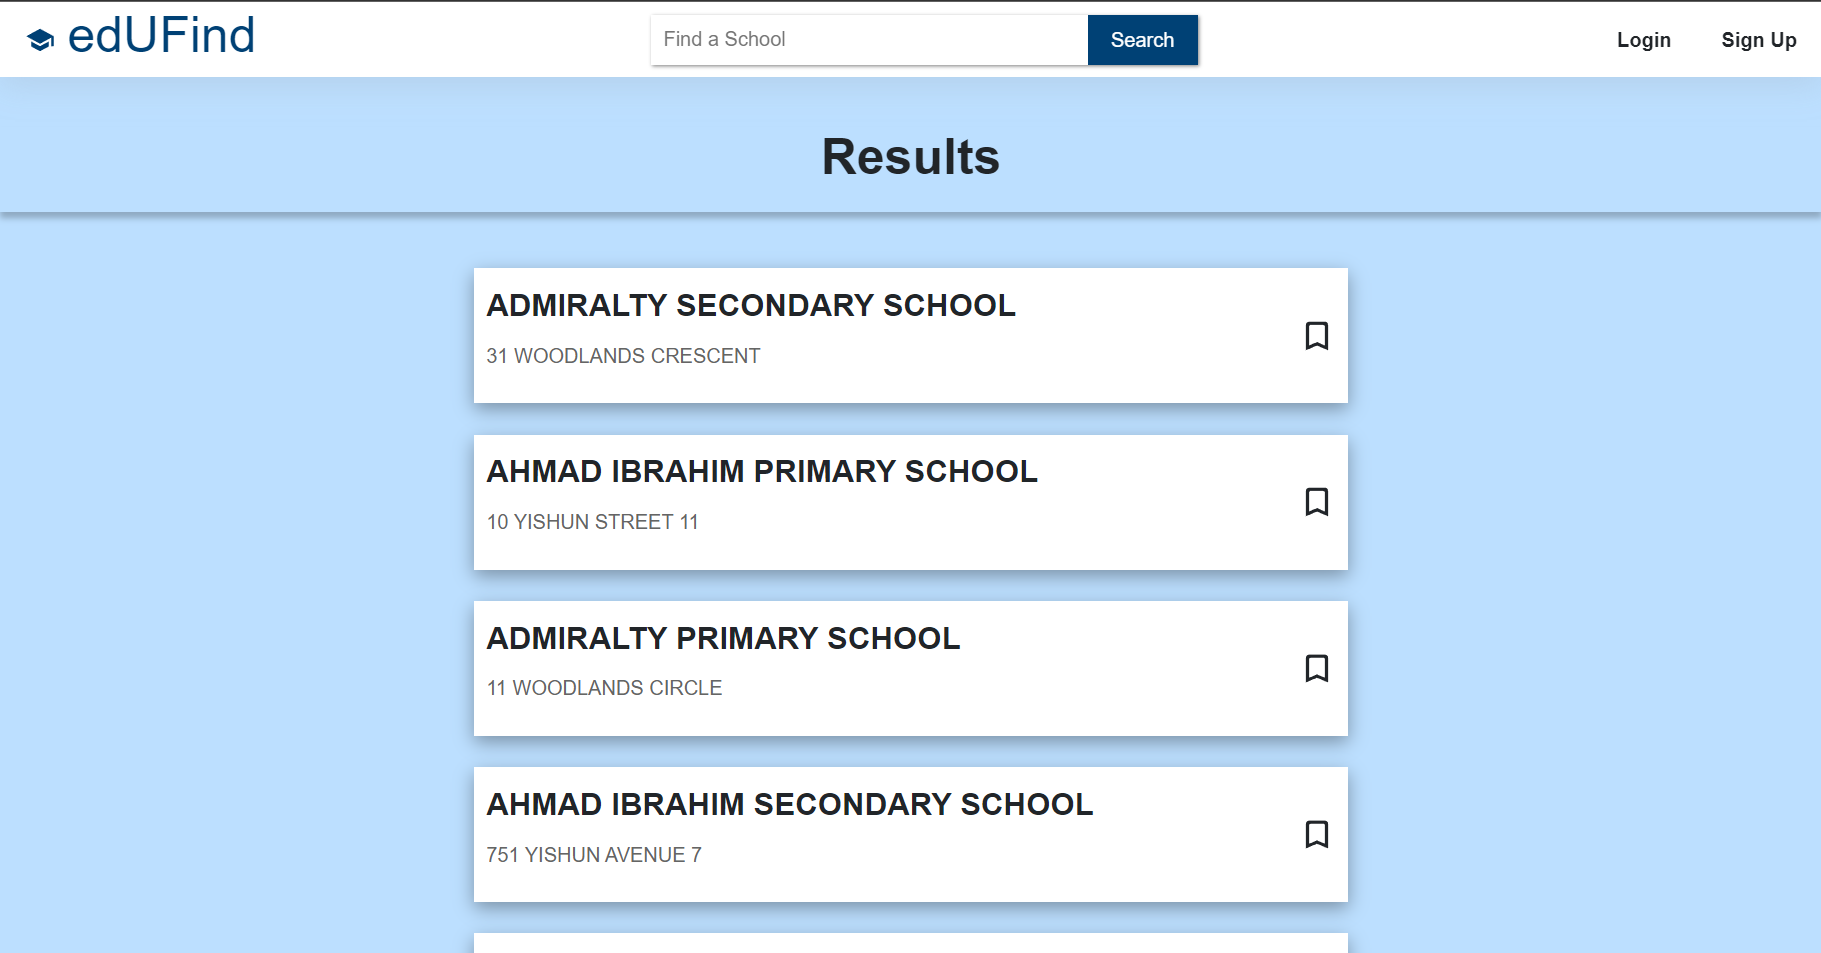 edUFind
Find a School
Search
Login
Sign Up
Results
ADMIRALTY SECONDARY SCHOOL
31 WOODLANDS CRESCENT
AHMAD IBRAHIM PRIMARY SCHOOL
10 YISHUN STREET 11
ADMIRALTY PRIMARY SCHOOL
11 WOODLANDS CIRCLE
AHMAD IBRAHIM SECONDARY SCHOOL
751 YISHUN AVENUE 7